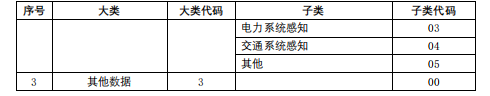 序号 大类 大类代码 子类 子类代码
电力系统感知 03
交通系统感知 04
其他 05
3 其他数据 3 00